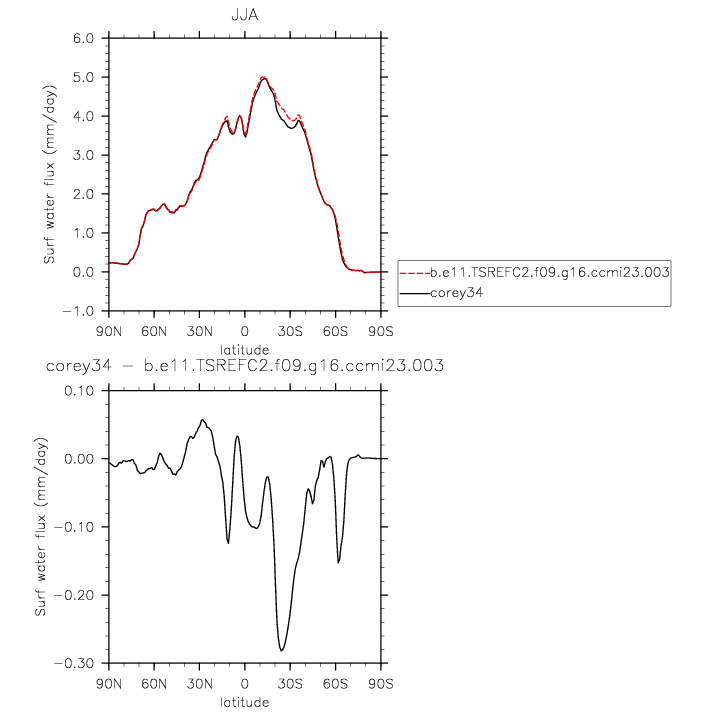 JJA
6.0
5.0
4.0
3.0
2.0
1.0
0.0
−1.0
Surf water flux (mm/day)
90N 60N 30N 0 30S 60S 90S
latitude
b.e11.TSREFC2.f09.g16.ccmi23.003
corey34
corey34 − b.e11.TSREFC2.f09.g16.ccmi23.003
0.10
0.00
−0.10
−0.20
−0.30
Surf water flux (mm/day)
90N 60N 30N 0 30S 60S 90S
latitude